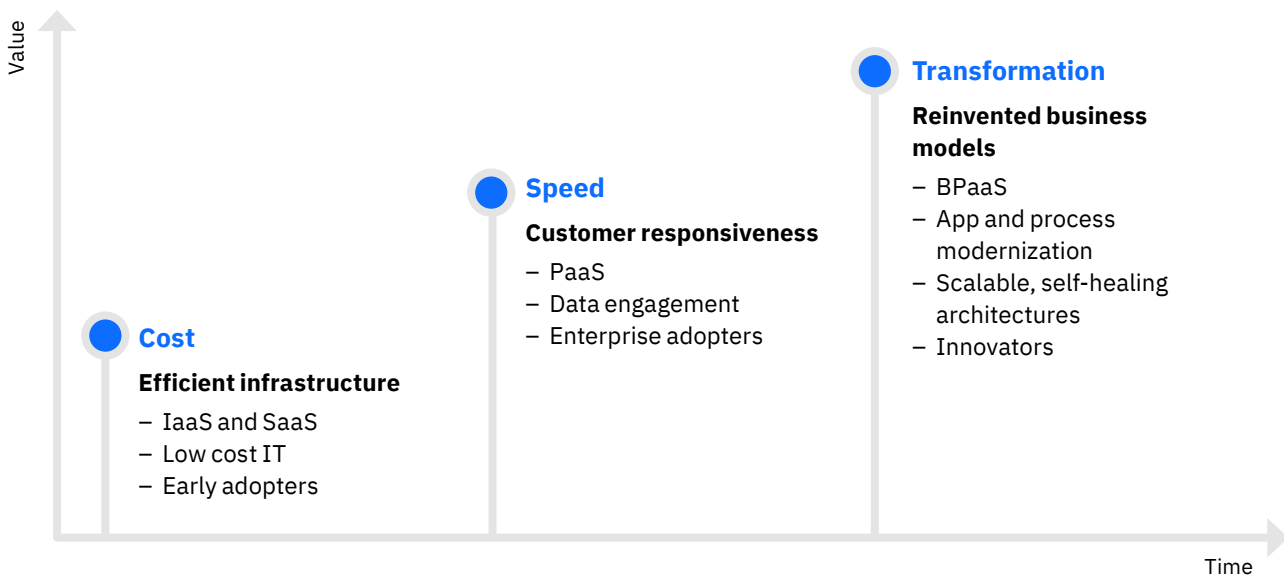 Value
Transformation
Reinvented business
models
– BPaaS
– App and process
modernization
– Scalable, self-healing
architectures
– Innovators
Speed
Customer responsiveness
– PaaS
– Data engagement
– Enterprise adopters
Cost
Efficient infrastructure
– IaaS and SaaS
– Low cost IT
– Early adopters
Time